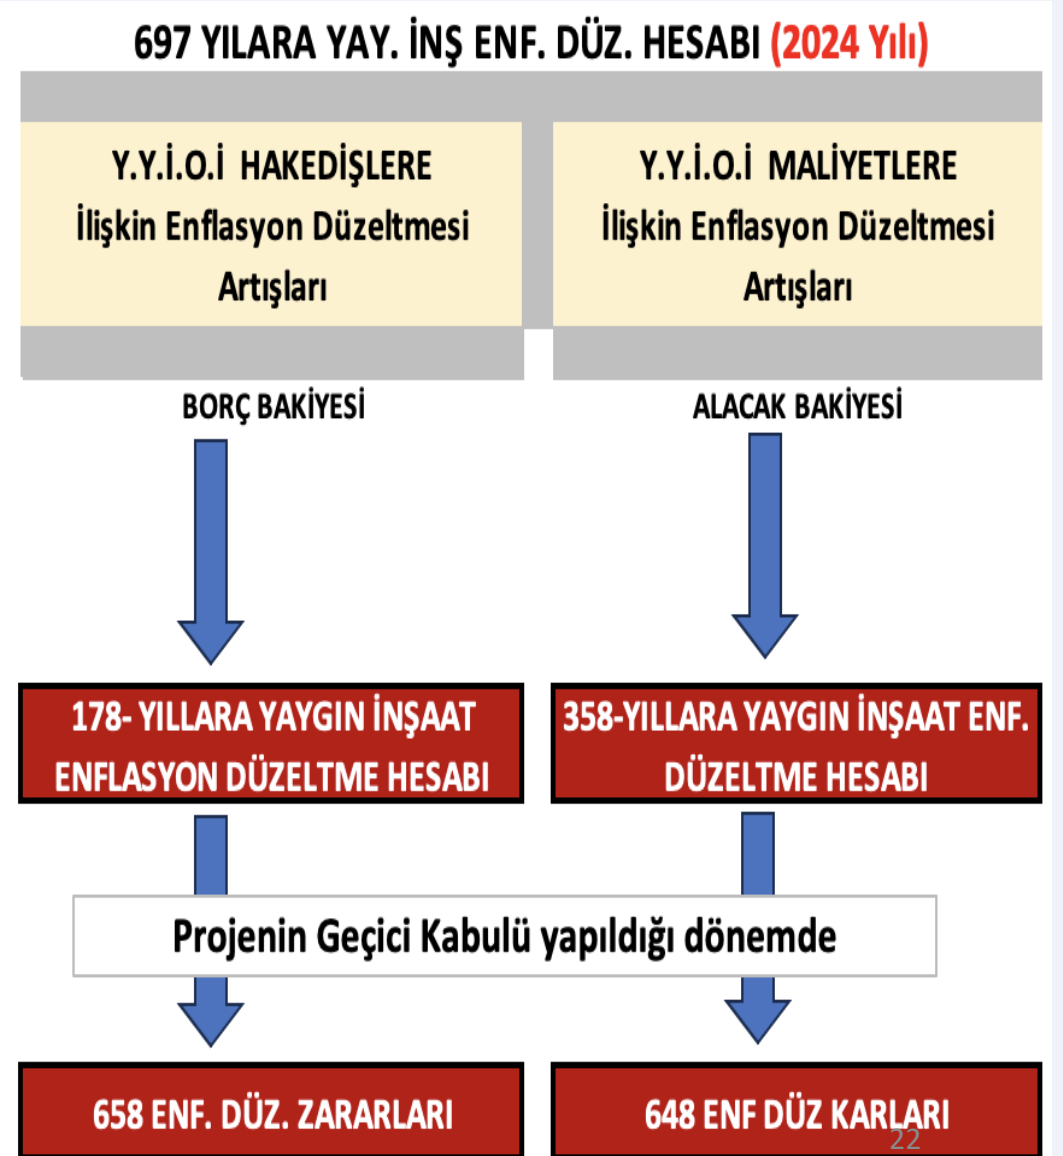 697 YILARA YAY. İNŞ ENF. DÜZ. HESABI (2024 Yılı)
Y.Y.İ.O.İ HAKEDİŞLERE
İlişkin Enflasyon Düzeltmesi
Artışları
Y.Y.İ.O.İ MALİYETLERE
İlişkin Enflasyon Düzeltmesi
Artışları
BORÇ BAKİYESİ
ALACAK BAKİYESİ
178- YILLARA YAYGIN İNŞAAT
ENFLASYON DÜZELTME HESABI
358-YILLARA YAYGIN İNŞAAT ENF.
DÜZELTME HESABI
Projenin Geçici Kabulü yapıldığı dönemde
658 ENF. DÜZ. ZARARLARI
648 ENF DÜZ KARLARI
22